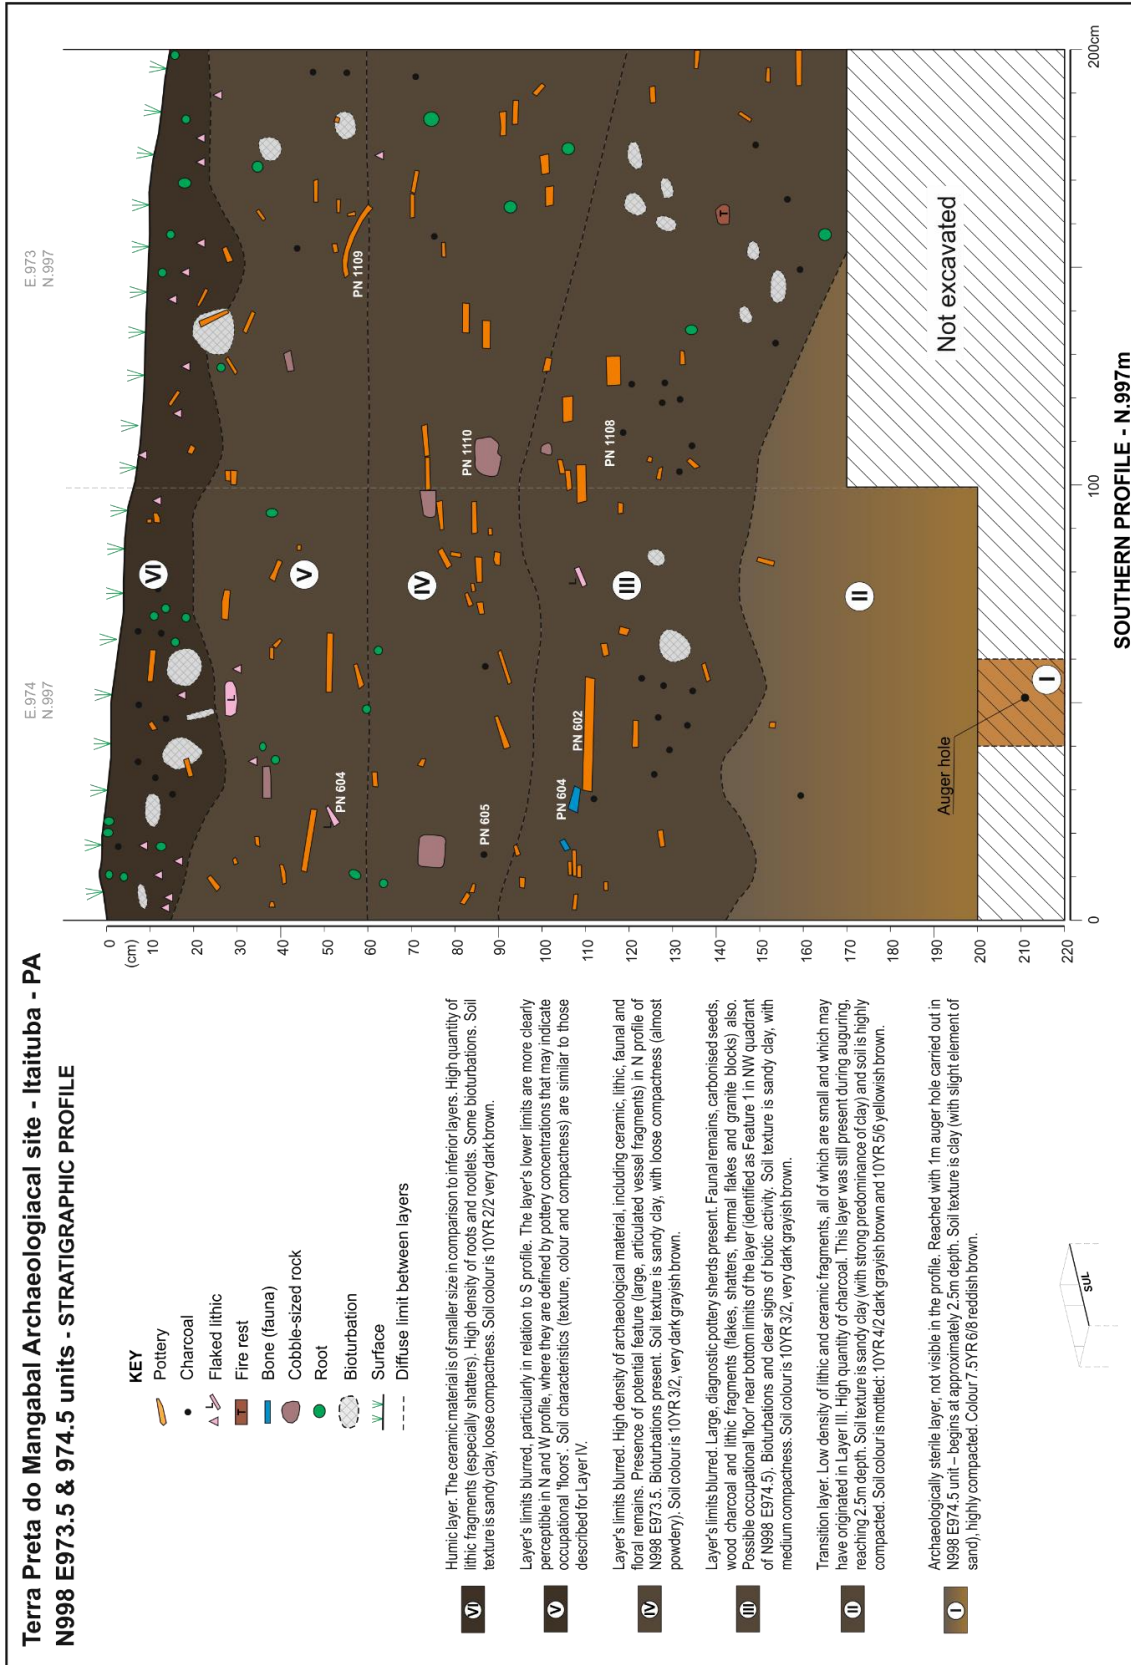 Terra Preta do Mangabal Archaeologiacal site - Itaituba - PA
N998 E973.5 & 974.5 units - STRATIGRAPHIC PROFILE
KEY
Pottery
Charcoal
L Flaked lithic
T Fire rest
Bone (fauna)
Cobble-sized rock
Root
Bioturbation
Surface
Diffuse limit between layers
VI
Humic layer. The ceramic material is of smaller size in comparison to inferior layers. High quantity of
lithic fragments (especially shatters). High density of roots and rootlets. Some bioturbations. Soil
texture is sandy clay, loose compactness. Soil colour is 10YR 2/2 very dark brown.
V
Layer's limits blurred, particularly in relation to S profile. The layer's lower limits are more clearly
perceptible in N and W profile, where they are defined by pottery concentrations that may indicate
occupational 'floors'. Soil characteristics (texture, colour and compactness) are similar to those
described for Layer IV.
IV
Layer's limits blurred. High density of archaeological material, including ceramic, lithic, faunal and
floral remains. Presence of potential feature (large, articulated vessel fragments) in N profile of
N998 E973.5. Bioturbations present. Soil texture is sandy clay, with loose compactness (almost
powdery). Soil colour is 10YR 3/2, very dark grayish brown.
III
Layer's limits blurred. Large, diagnostic pottery sherds present. Faunal remains, carbonised seeds,
wood charcoal and lithic fragments (flakes, shatters, thermal flakes and granite blocks) also.
Possible occupational 'floor' near bottom limits of the layer (identified as Feature 1 in NW quadrant
of N998 E974.5). Bioturbations and clear signs of biotic activity. Soil texture is sandy clay, with
medium compactness. Soil colour is 10YR 3/2, very dark grayish brown.
II
Transition layer. Low density of lithic and ceramic fragments, all of which are small and which may
have originated in Layer III. High quantity of charcoal. This layer was still present during auguring,
reaching 2.5m depth. Soil texture is sandy clay (with strong predominance of clay) and soil is highly
compacted. Soil colour is mottled: 10YR 4/2 dark grayish brown and 10YR 5/6 yellowish brown.
I
Archaeologically sterile layer, not visible in the profile. Reached with 1m auger hole carried out in
N998 E974.5 unit – begins at approximately 2.5m depth. Soil texture is clay (with slight element of
sand), highly compacted. Colour 7.5YR 6/8 reddish brown.
SUL
E.974
N.997
E.973
N.997
0
(cm)
10
20
30
40
50
60
70
80
90
100
110
120
130
140
150
160
170
180
190
200
210
220
VI
V
IV
III
II
I
L
L
PN 604
PN 605
PN 604
PN 602
L
PN 1110
PN 1108
PN 1109
T
Auger hole
Not excavated
0
100
200cm
SOUTHERN PROFILE - N.997m